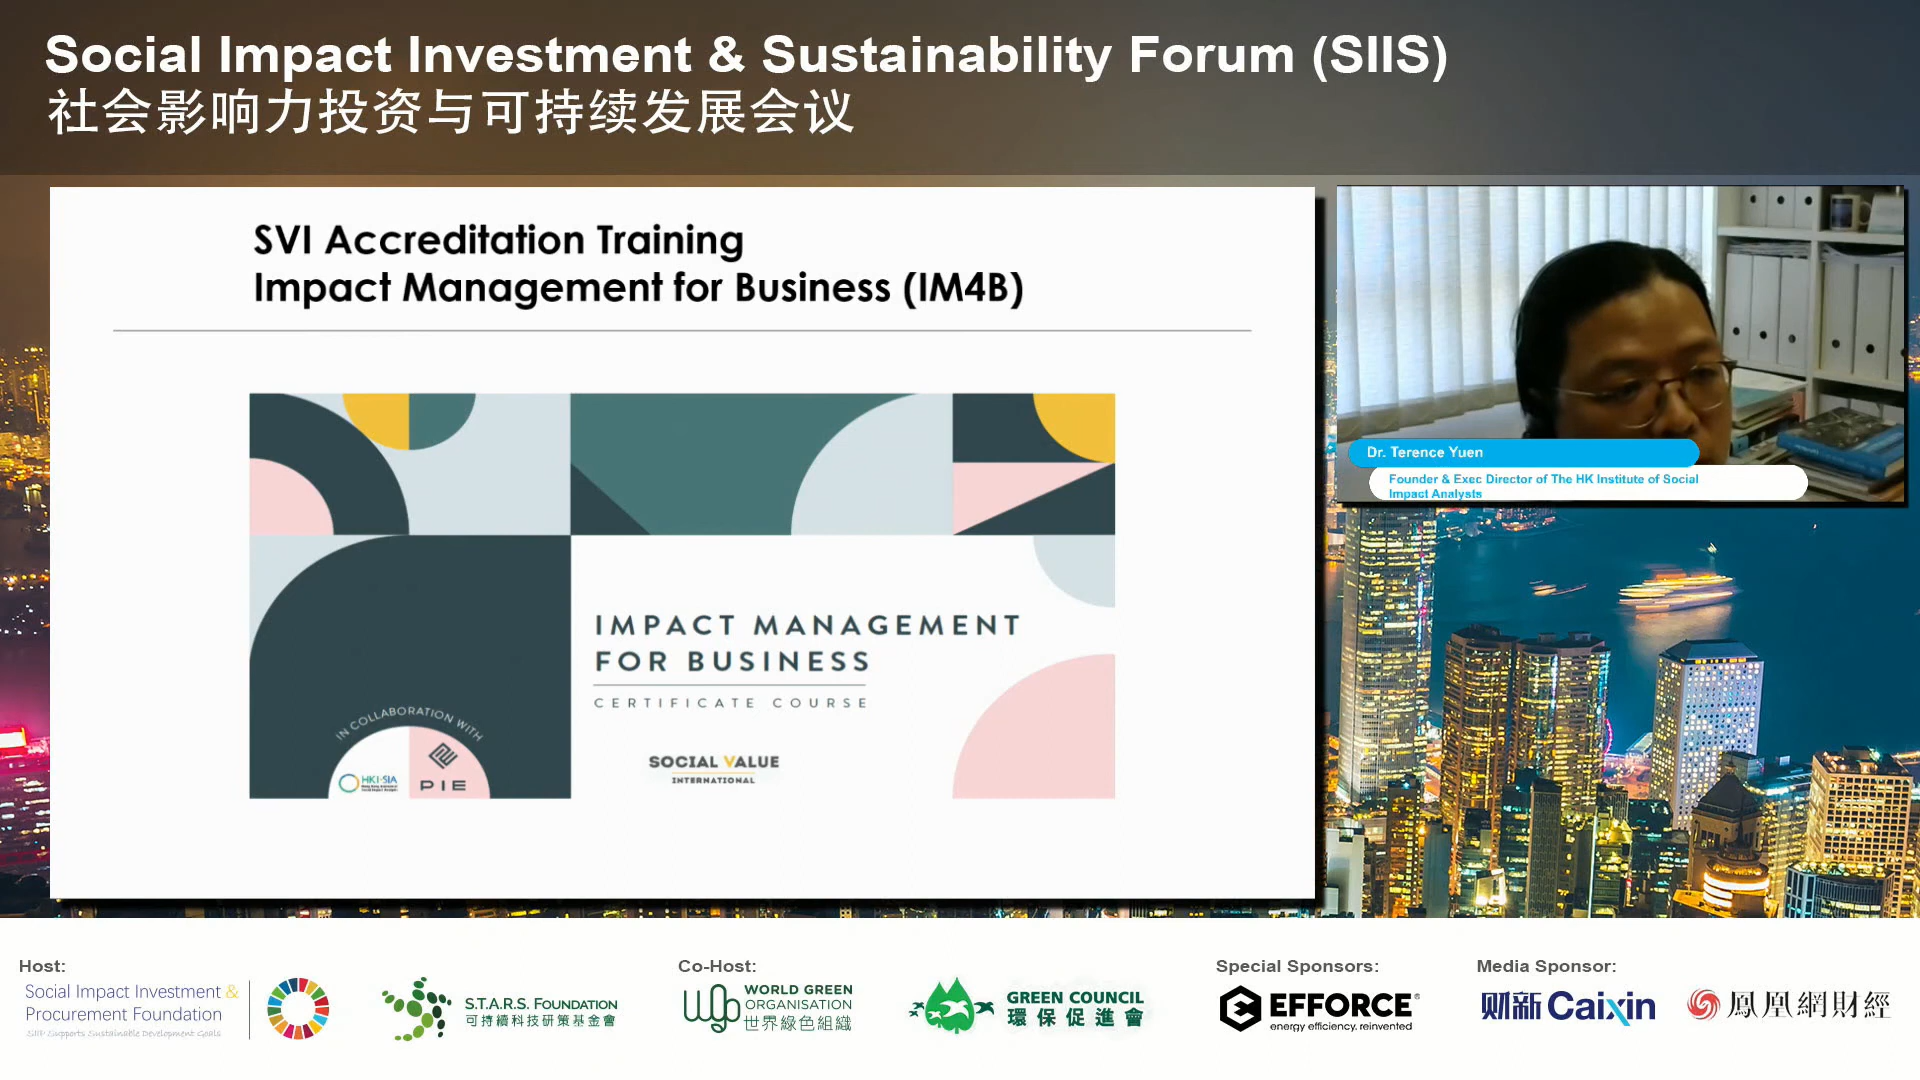 Social Impact Investment & Sustainability Forum (SIIS)
社会影响力投资与可持续发展会议
SVI Accreditation Training
Impact Management for Business (IM4B)
IMPACT MANAGEMENT
FOR BUSINESS
CERTIFICATE COURSE
IN COLLABORATION WITH
HKI·SIA
PIE
SOCIAL VALUE
INTERNATIONAL
Dr. Terence Yuen
Founder & Exec Director of The HK Institute of Social
Impact Analysts
Host:
Social Impact Investment &
Procurement Foundation
SIIP Supports Sustainable Development Goals
S.T.A.R.S. FOUNDATION
可持續科技研策基金會
Co-Host:
WORLD GREEN
ORGANISATION
世界綠色組織
GREEN COUNCIL
環保促進會
Special Sponsors:
EFFORCE
energy efficiency. reinvented
Media Sponsor:
财新 Caixin
鳳凰網財經